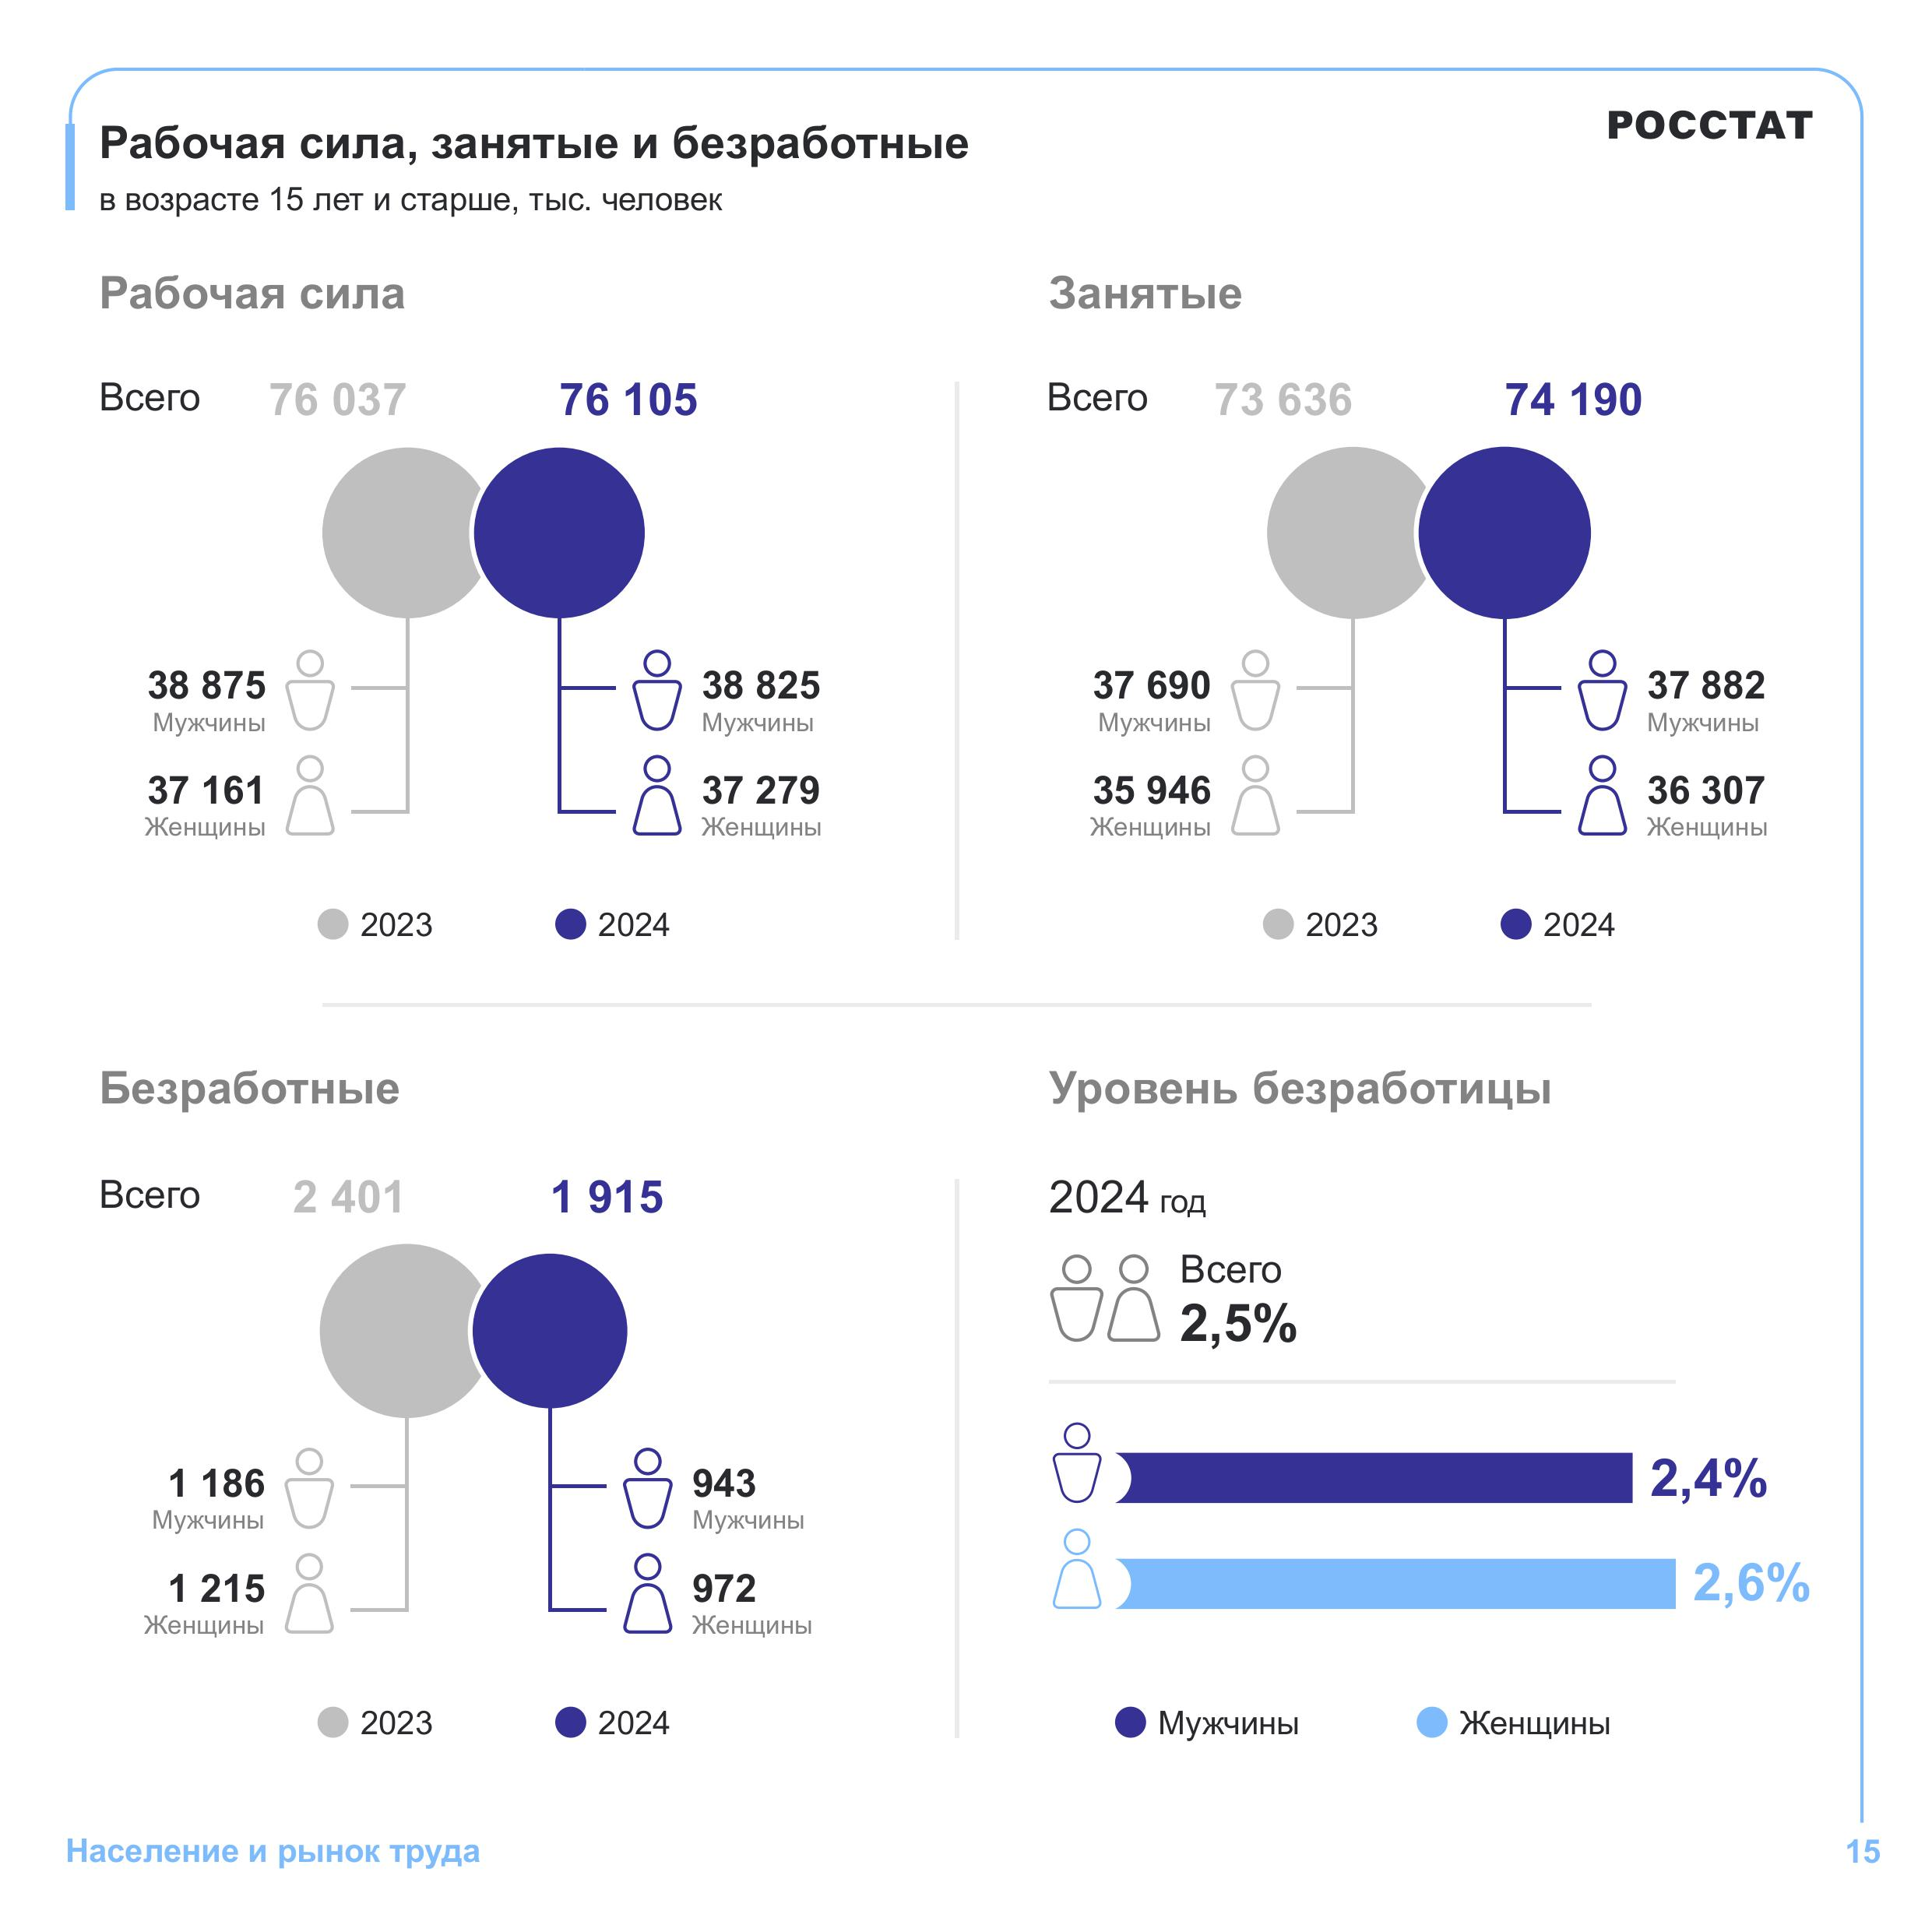 РОССТАТ
Рабочая сила, занятые и безработные
в возрасте 15 лет и старше, тыс. человек
Рабочая сила
Всего 76 037 76 105
38 875 38 825
Мужчины Мужчины
37 161 37 279
Женщины Женщины
2023 2024
Занятые
Всего 73 636 74 190
37 690 37 882
Мужчины Мужчины
35 946 36 307
Женщины Женщины
2023 2024
Безработные
Всего 2 401 1 915
1 186 943
Мужчины Мужчины
1 215 972
Женщины Женщины
2023 2024
Уровень безработицы
2024 год
Всего
2,5%
2,4%
2,6%
Мужчины Женщины
Население и рынок труда 15